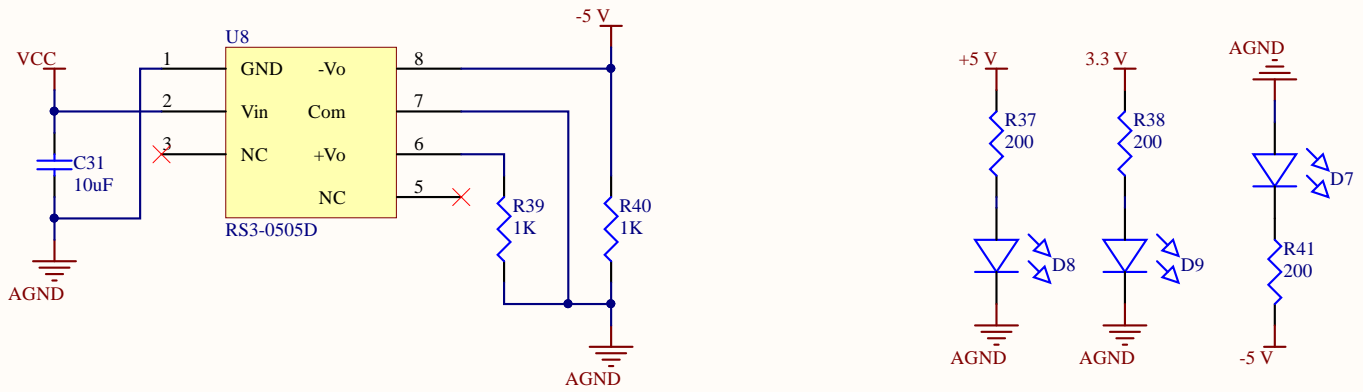 VCC
C31
10uF
AGND
U8
1
GND
2
Vin
3
NC
-Vo
8
Com
7
+Vo
6
NC
5
RS3-0505D
-5 V
R39
1K
R40
1K
AGND
+5 V
R37
200
D8
AGND
3.3 V
R38
200
D9
AGND
AGND
D7
R41
200
-5 V